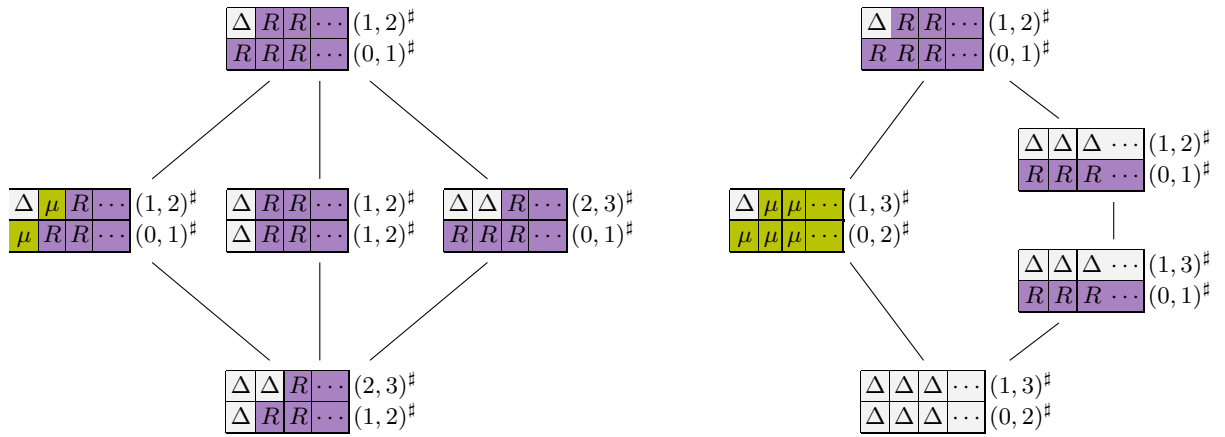 Δ R R ⋯ (1, 2)♯
R R R ⋯ (0, 1)♯
Δ μ R ⋯ (1, 2)♯
μ R R ⋯ (0, 1)♯
Δ R R ⋯ (1, 2)♯
Δ R R ⋯ (1, 2)♯
Δ Δ R ⋯ (2, 3)♯
R R R ⋯ (0, 1)♯
Δ Δ R ⋯ (2, 3)♯
Δ R R ⋯ (1, 2)♯
Δ R R ⋯ (1, 2)♯
R R R ⋯ (0, 1)♯
Δ Δ Δ ⋯ (1, 2)♯
R R R ⋯ (0, 1)♯
Δ μ μ ⋯ (1, 3)♯
μ μ μ ⋯ (0, 2)♯
Δ Δ Δ ⋯ (1, 3)♯
R R R ⋯ (0, 1)♯
Δ Δ Δ ⋯ (1, 3)♯
Δ Δ Δ ⋯ (0, 2)♯